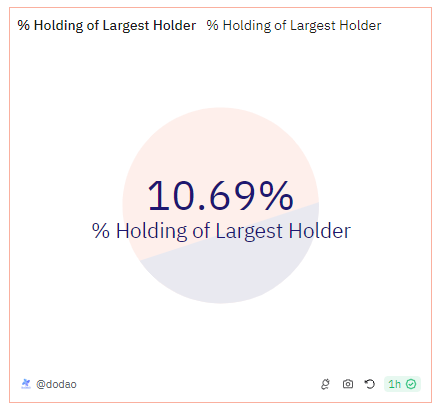 % Holding of Largest Holder % Holding of Largest Holder
10.69%
% Holding of Largest Holder
@dodao 1h